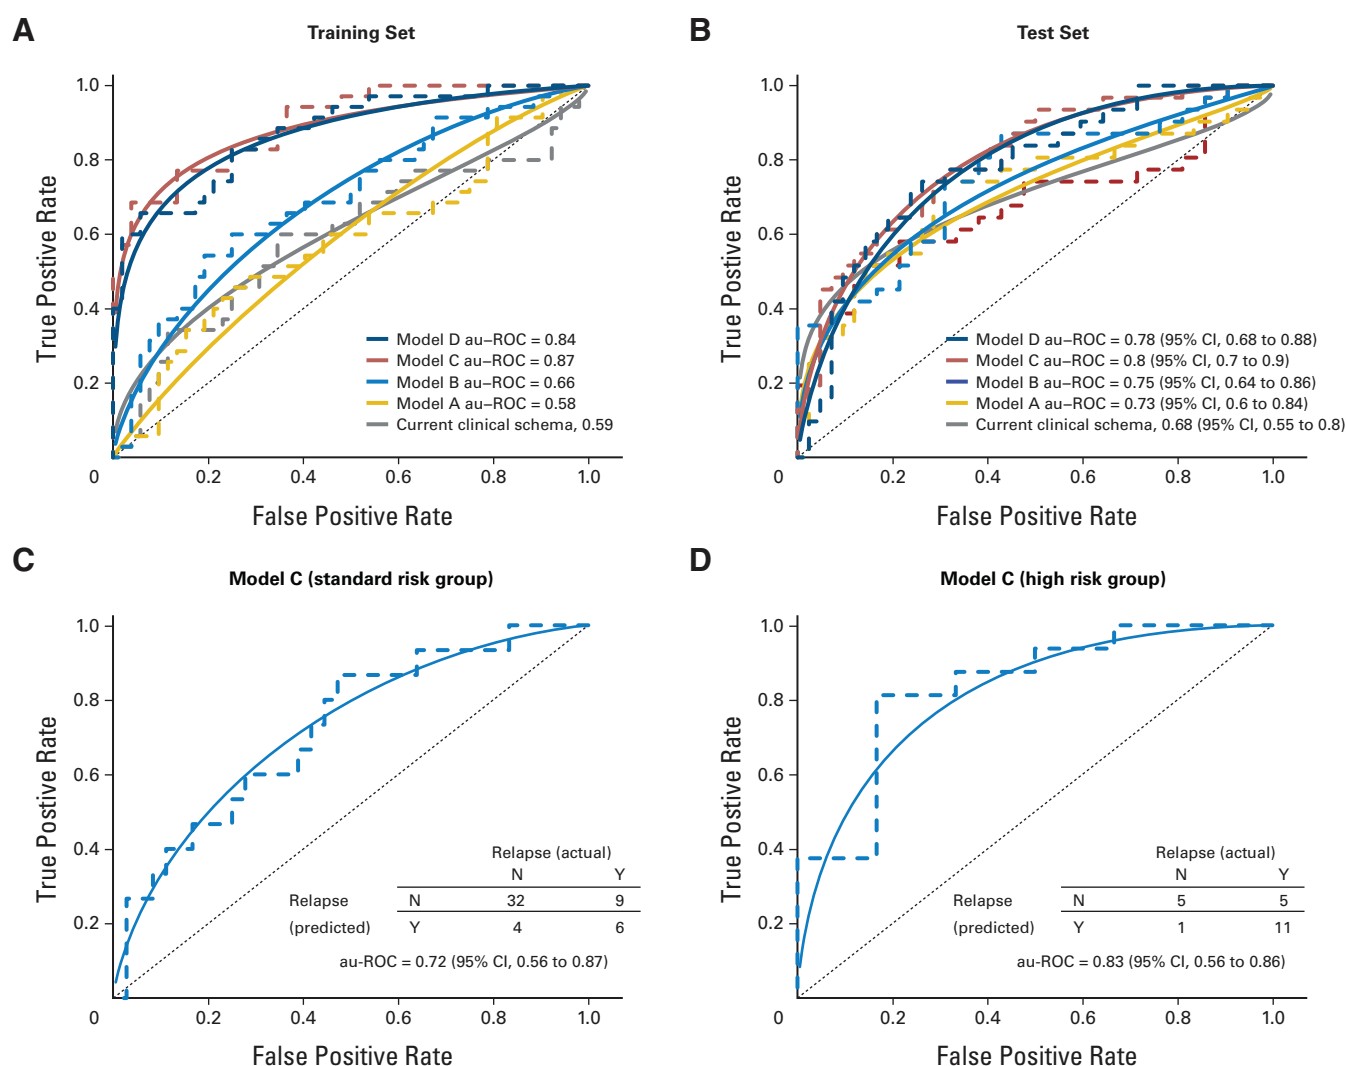 A
Training Set
True Postive Rate
1.0
0.8
0.6
0.4
0.2
Model D au–ROC = 0.84
Model C au–ROC = 0.87
Model B au–ROC = 0.66
Model A au–ROC = 0.58
Current clinical schema, 0.59
0 0.2 0.4 0.6 0.8 1.0
False Positive Rate
B
Test Set
True Postive Rate
1.0
0.8
0.6
0.4
0.2
Model D au–ROC = 0.78 (95% CI, 0.68 to 0.88)
Model C au–ROC = 0.8 (95% CI, 0.7 to 0.9)
Model B au–ROC = 0.75 (95% CI, 0.64 to 0.86)
Model A au–ROC = 0.73 (95% CI, 0.6 to 0.84)
Current clinical schema, 0.68 (95% CI, 0.55 to 0.8)
0 0.2 0.4 0.6 0.8 1.0
False Positive Rate
C
Model C (standard risk group)
True Postive Rate
1.0
0.8
0.6
0.4
0.2
Relapse (actual)
N Y
Relapse N 32 9
(predicted) Y 4 6
au-ROC = 0.72 (95% CI, 0.56 to 0.87)
0 0.2 0.4 0.6 0.8 1.0
False Positive Rate
D
Model C (high risk group)
True Postive Rate
1.0
0.8
0.6
0.4
0.2
Relapse (actual)
N Y
Relapse N 5 5
(predicted) Y 1 11
au-ROC = 0.83 (95% CI, 0.56 to 0.86)
0 0.2 0.4 0.6 0.8 1.0
False Positive Rate